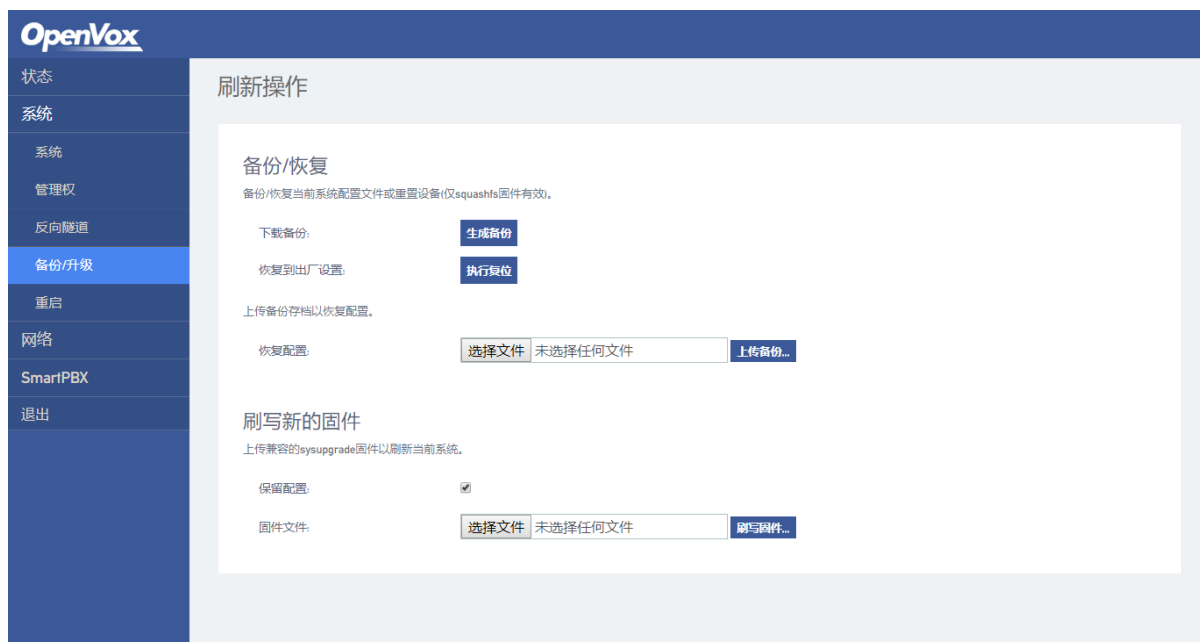 OpenVox
状态
系统
系统
管理权
反向隧道
备份/升级
重启
网络
SmartPBX
退出
刷新操作
备份/恢复
备份/恢复当前系统配置文件或重置设备(仅squashfs固件有效)。
下载备份: 生成备份
恢复到出厂设置: 执行复位
上传备份存档以恢复配置。
恢复配置: 选择文件 未选择任何文件 上传备份...
刷写新的固件
上传兼容的sysupgrade固件以刷新当前系统。
保留配置:
固件文件: 选择文件 未选择任何文件 刷写固件...